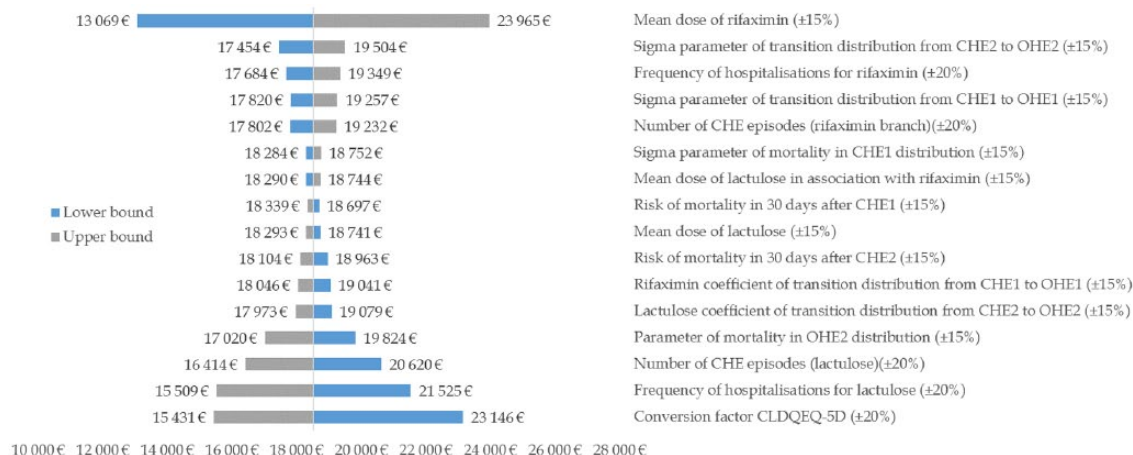 13 069 € 23 965 € Mean dose of rifaximin (±15%)
17 454 € 19 504 € Sigma parameter of transition distribution from CHE2 to OHE2 (±15%)
17 684 € 19 349 € Frequency of hospitalisations for rifaximin (±20%)
17 820 € 19 257 € Sigma parameter of transition distribution from CHE1 to OHE1 (±15%)
17 802 € 19 232 € Number of CHE episodes (rifaximin branch)(±20%)
18 284 € 18 752 € Sigma parameter of mortality in CHE1 distribution (±15%)
18 290 € 18 744 € Mean dose of lactulose in association with rifaximin (±15%)
18 339 € 18 697 € Risk of mortality in 30 days after CHE1 (±15%)
Lower bound
18 293 € 18 741 € Mean dose of lactulose (±15%)
Upper bound
18 104 € 18 963 € Risk of mortality in 30 days after CHE2 (±15%)
18 046 € 19 041 € Rifaximin coefficient of transition distribution from CHE1 to OHE1 (±15%)
17 973 € 19 079 € Lactulose coefficient of transition distribution from CHE2 to OHE2 (±15%)
17 020 € 19 824 € Parameter of mortality in OHE2 distribution (±15%)
16 414 € 20 620 € Number of CHE episodes (lactulose)(±20%)
15 509 € 21 525 € Frequency of hospitalisations for lactulose (±20%)
15 431 € 23 146 € Conversion factor CLDQEQ-5D (±20%)
10 000 € 12 000 € 14 000 € 16 000 € 18 000 € 20 000 € 22 000 € 24 000 € 26 000 € 28 000 €